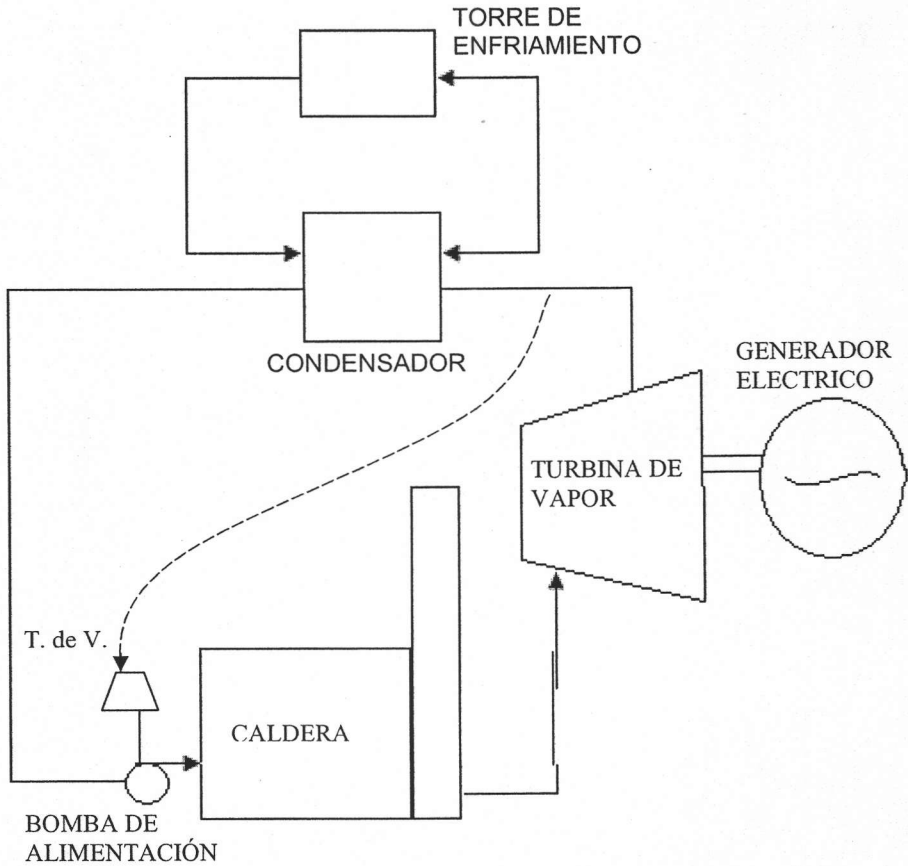 TORRE DE
ENFRIAMIENTO
CONDENSADOR
GENERADOR
ELECTRICO
TURBINA DE
VAPOR
T. de V.
CALDERA
BOMBA DE
ALIMENTACIÓN